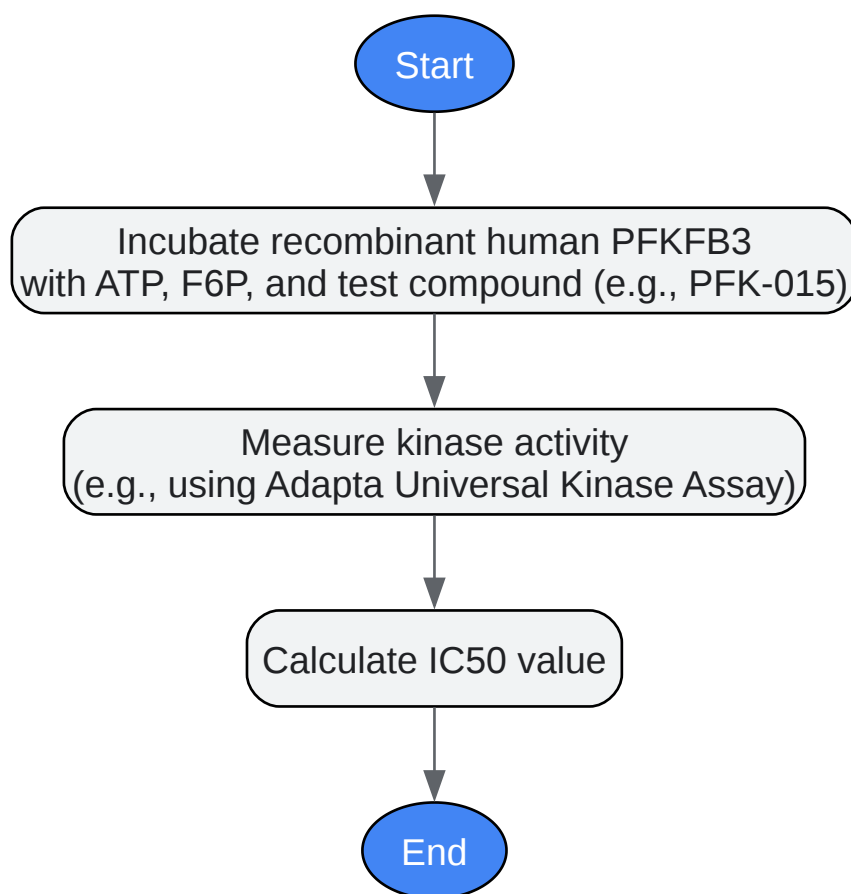 Start
Incubate recombinant human PFKFB3
with ATP, F6P, and test compound (e.g., PFK-015)
Measure kinase activity
(e.g., using Adapta Universal Kinase Assay)
Calculate IC50 value
End